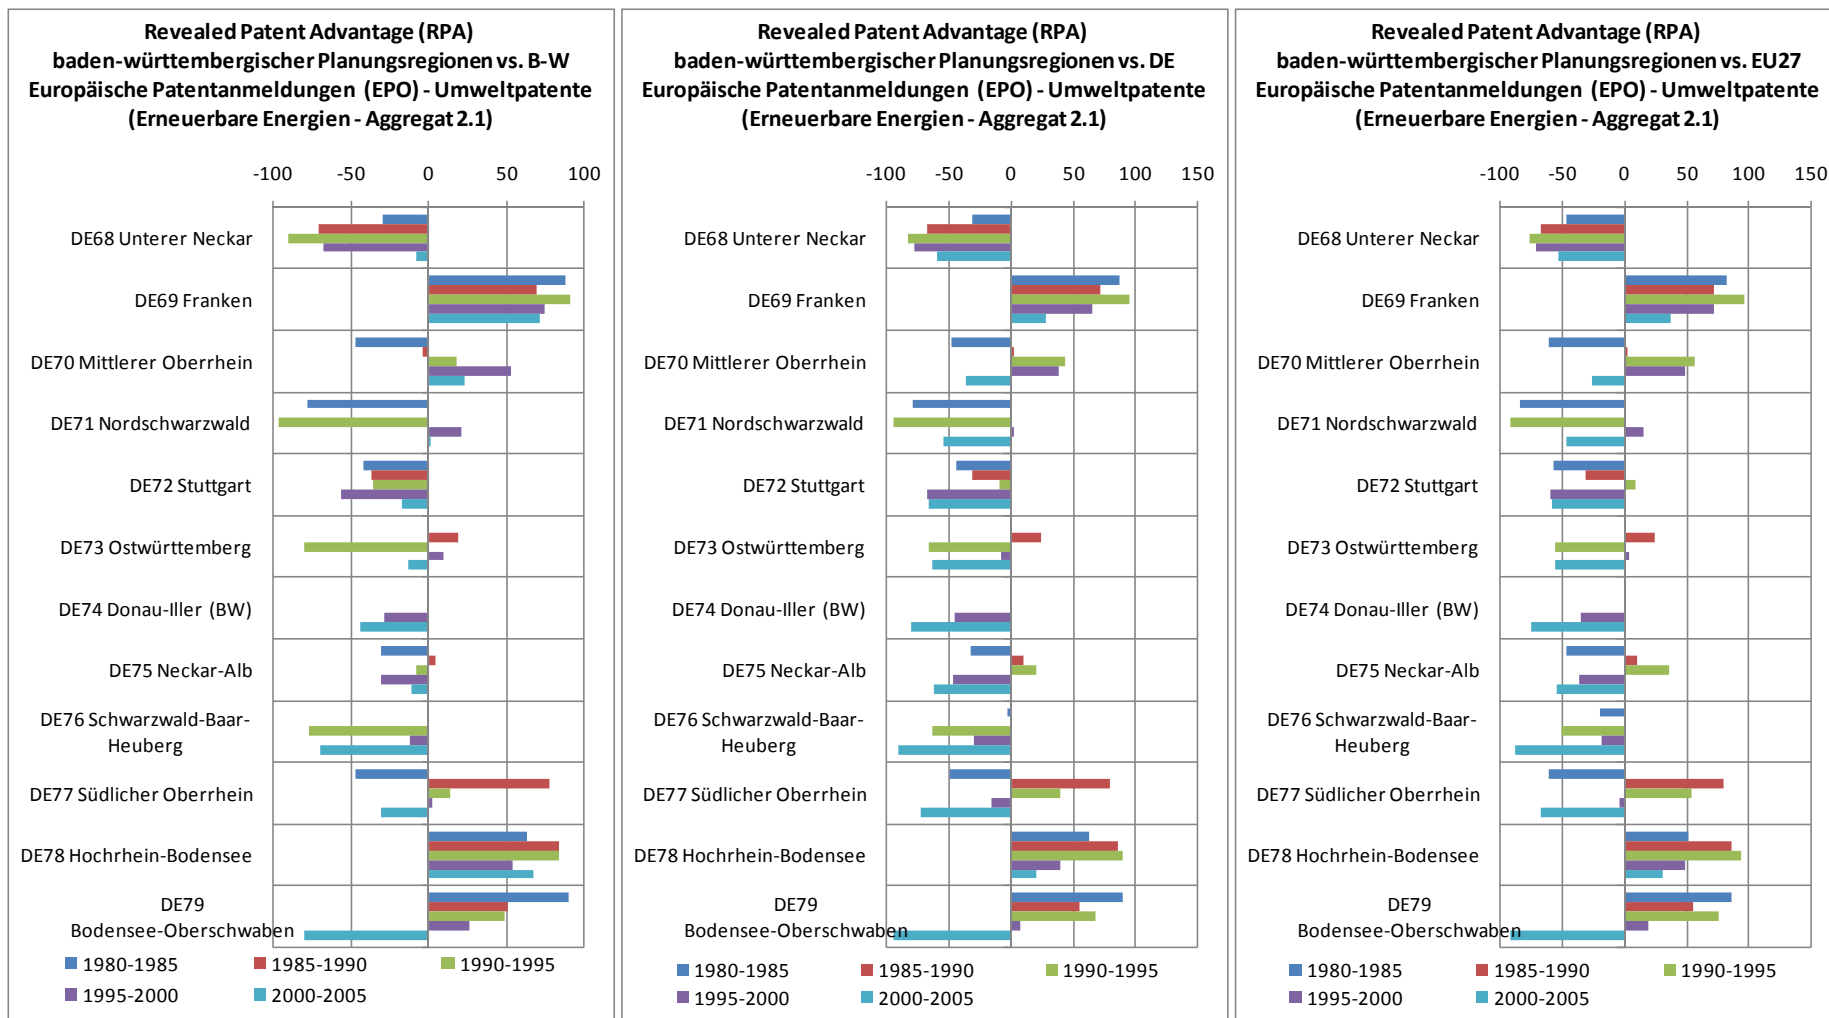 Revealed Patent Advantage (RPA)
baden-württembergischer Planungsregionen vs. B-W
Europäische Patentanmeldungen (EPO) - Umweltpatente
(Erneuerbare Energien - Aggregat 2.1)
-100 -50 0 50 100
DE68 Unterer Neckar
DE69 Franken
DE70 Mittlerer Oberrhein
DE71 Nordschwarzwald
DE72 Stuttgart
DE73 Ostwürttemberg
DE74 Donau-Iller (BW)
DE75 Neckar-Alb
DE76 Schwarzwald-Baar-
Heuberg
DE77 Südlicher Oberrhein
DE78 Hochrhein-Bodensee
DE79
Bodensee-Oberschwaben
1980-1985 1985-1990 1990-1995
1995-2000 2000-2005
Revealed Patent Advantage (RPA)
baden-württembergischer Planungsregionen vs. DE
Europäische Patentanmeldungen (EPO) - Umweltpatente
(Erneuerbare Energien - Aggregat 2.1)
-100 -50 0 50 100 150
DE68 Unterer Neckar
DE69 Franken
DE70 Mittlerer Oberrhein
DE71 Nordschwarzwald
DE72 Stuttgart
DE73 Ostwürttemberg
DE74 Donau-Iller (BW)
DE75 Neckar-Alb
DE76 Schwarzwald-Baar-
Heuberg
DE77 Südlicher Oberrhein
DE78 Hochrhein-Bodensee
DE79
Bodensee-Oberschwaben
1980-1985 1985-1990 1990-1995
1995-2000 2000-2005
Revealed Patent Advantage (RPA)
baden-württembergischer Planungsregionen vs. EU27
Europäische Patentanmeldungen (EPO) - Umweltpatente
(Erneuerbare Energien - Aggregat 2.1)
-100 -50 0 50 100 150
DE68 Unterer Neckar
DE69 Franken
DE70 Mittlerer Oberrhein
DE71 Nordschwarzwald
DE72 Stuttgart
DE73 Ostwürttemberg
DE74 Donau-Iller (BW)
DE75 Neckar-Alb
DE76 Schwarzwald-Baar-
Heuberg
DE77 Südlicher Oberrhein
DE78 Hochrhein-Bodensee
DE79
Bodensee-Oberschwaben
1980-1985 1985-1990 1990-1995
1995-2000 2000-2005